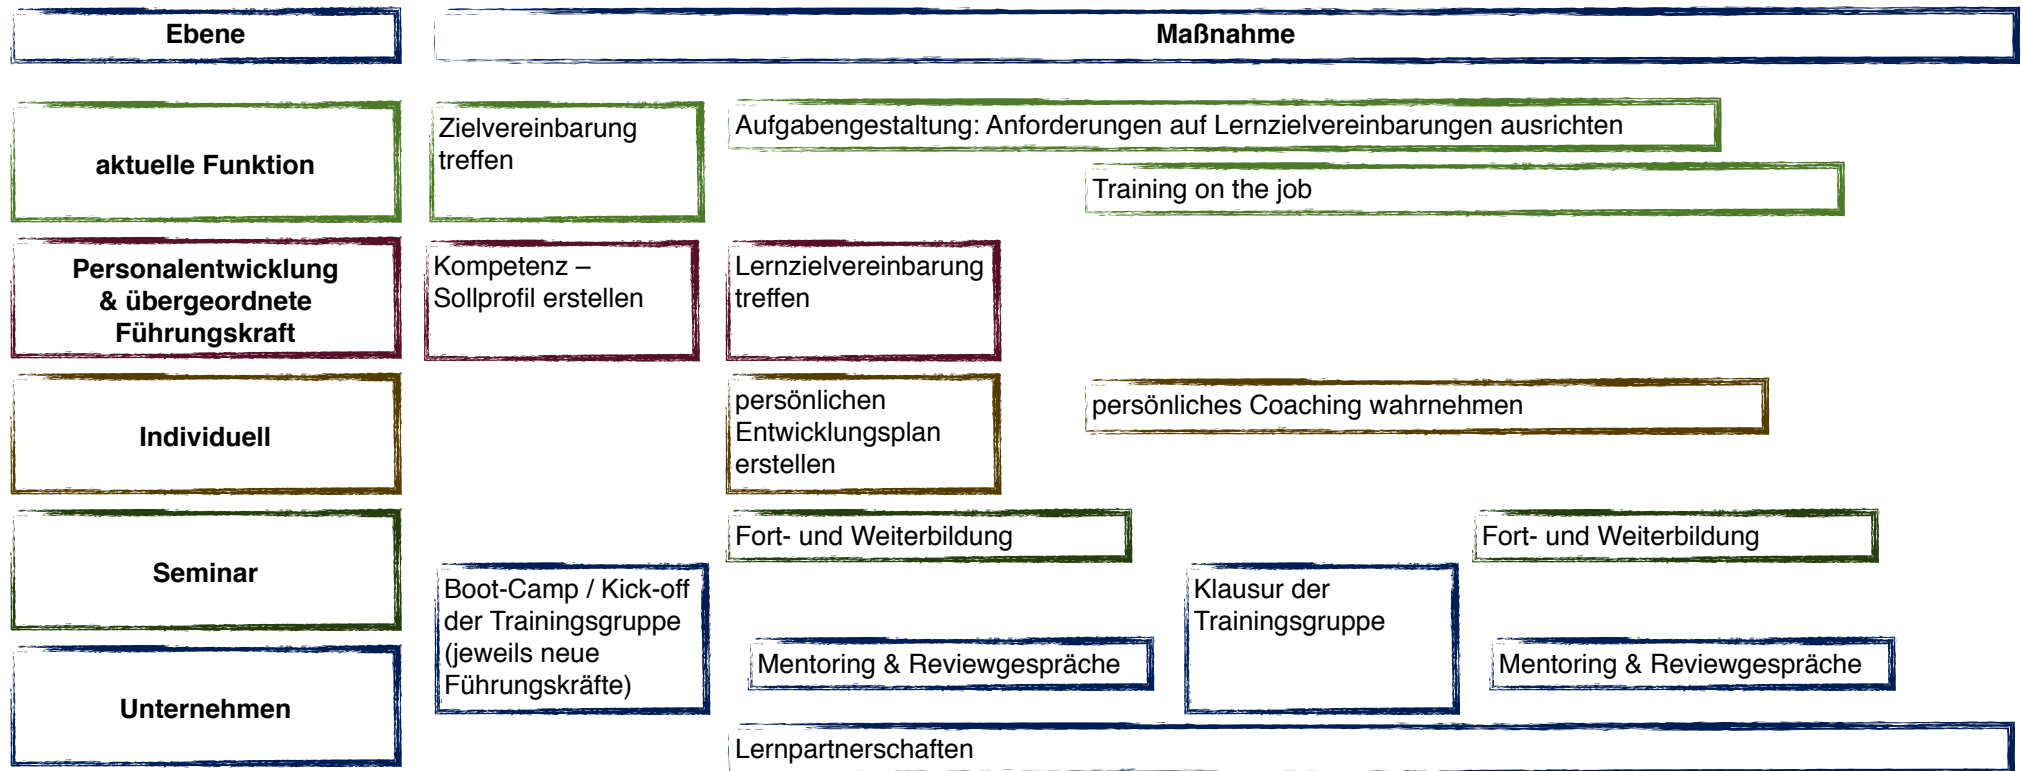 Ebene
Maßnahme
aktuelle Funktion
Zielvereinbarung
treffen
Aufgabengestaltung: Anforderungen auf Lernzielvereinbarungen ausrichten
Training on the job
Personalentwicklung
& übergeordnete
Führungskraft
Kompetenz –
Sollprofil erstellen
Lernzielvereinbarung
treffen
Individuell
persönlichen
Entwicklungsplan
erstellen
persönliches Coaching wahrnehmen
Seminar
Fort- und Weiterbildung
Fort- und Weiterbildung
Boot-Camp / Kick-off
der Trainingsgruppe
(jeweils neue
Führungskräfte)
Klausur der
Trainingsgruppe
Unternehmen
Mentoring & Reviewgespräche
Mentoring & Reviewgespräche
Lernpartnerschaften